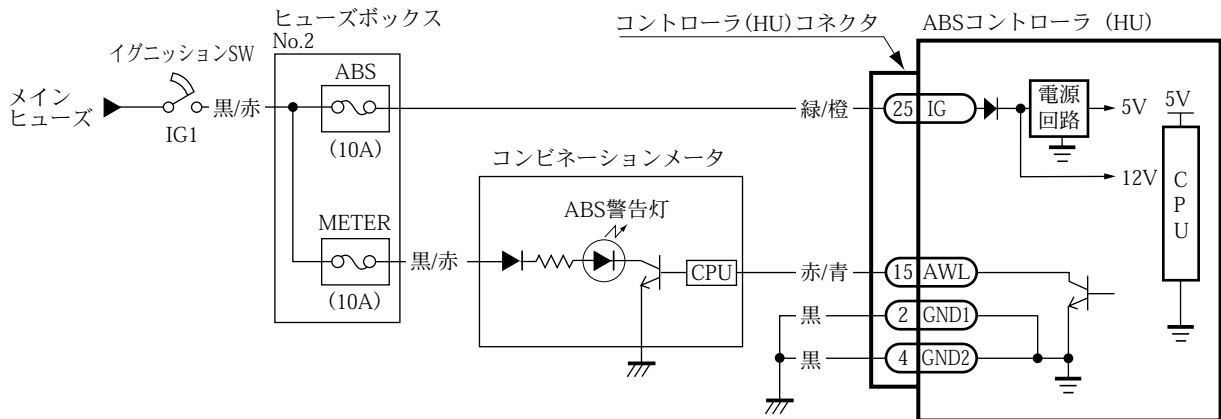 ヒューズボックス
No.2
コントローラ(HU)コネクタ
ABSコントローラ (HU)
イグニッションSW
メイン
ヒューズ
IG1
黒/赤
ABS
(10A)
緑/橙
25
IG
電源
回路
5V
5V
12V
CPU
コンビネーションメータ
ABS警告灯
METER
(10A)
黒/赤
CPU
赤/青
15
AWL
黒
2
GND1
黒
4
GND2